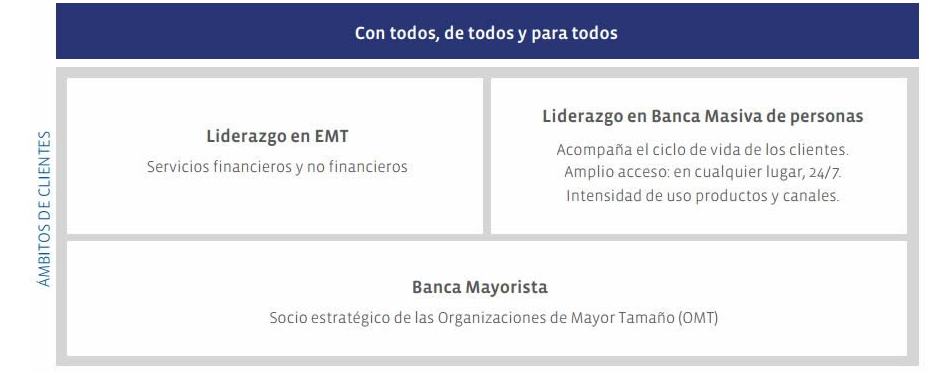 Con todos, de todos y para todos
ÁMBITOS DE CLIENTES
Liderazgo en EMT
Servicios financieros y no financieros
Liderazgo en Banca Masiva de personas
Acompaña el ciclo de vida de los clientes.
Amplio acceso: en cualquier lugar, 24/7.
Intensidad de uso productos y canales.
Banca Mayorista
Socio estratégico de las Organizaciones de Mayor Tamaño (OMT)